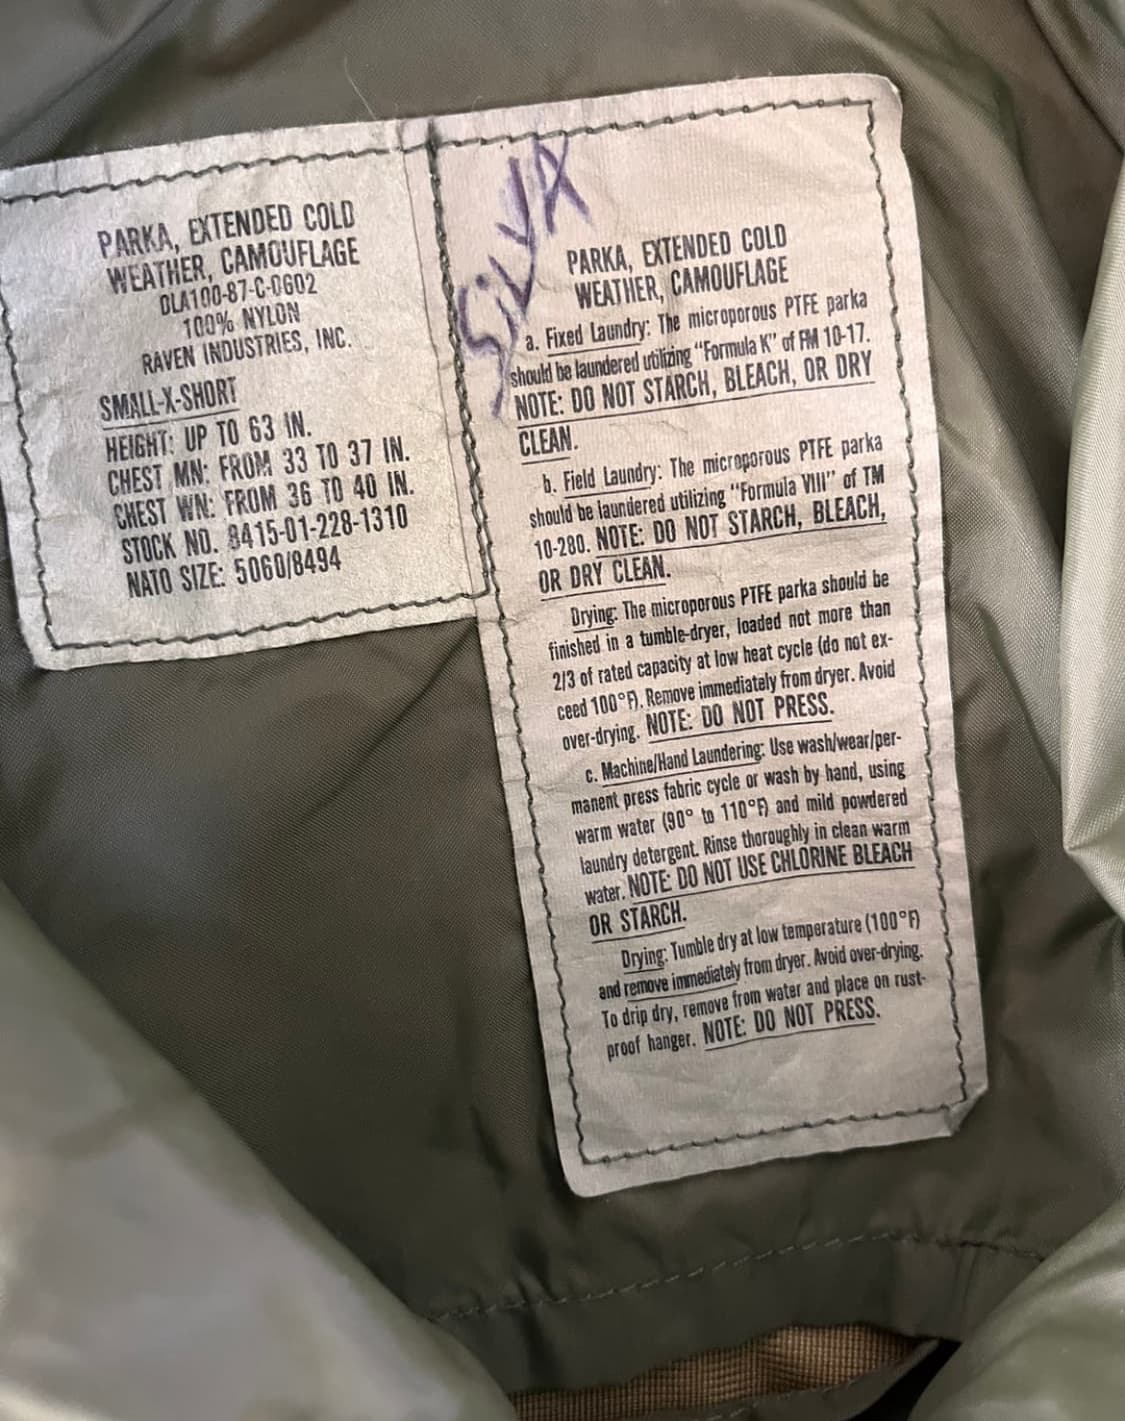 PARKA, EXTENDED COLD
WEATHER, CAMOUFLAGE
DLA100-87-C-0602
100% NYLON
RAVEN INDUSTRIES, INC.
SMALL-X-SHORT
HEIGHT: UP TO 63 IN.
CHEST MN: FROM 33 TO 37 IN.
CHEST WN: FROM 36 TO 40 IN.
STOCK NO. 8415-01-228-1310
NATO SIZE: 5060/8494
SiLVA
PARKA, EXTENDED COLD
WEATHER, CAMOUFLAGE
a. Fixed Laundry: The microporous PTFE parka
should be laundered utilizing "Formula K" of FM 10-17.
NOTE: DO NOT STARCH, BLEACH, OR DRY
CLEAN.
b. Field Laundry: The microporous PTFE parka
should be laundered utilizing "Formula VIII" of TM
10-280. NOTE: DO NOT STARCH, BLEACH,
OR DRY CLEAN.
Drying: The microporous PTFE parka should be
finished in a tumble-dryer, loaded not more than
2/3 of rated capacity at low heat cycle (do not ex-
ceed 100°F). Remove immediately from dryer. Avoid
over-drying. NOTE: DO NOT PRESS.
c. Machine/Hand Laundering: Use wash/wear/per-
manent press fabric cycle or wash by hand, using
warm water (90° to 110°F) and mild powdered
laundry detergent. Rinse thoroughly in clean warm
water. NOTE: DO NOT USE CHLORINE BLEACH
OR STARCH.
Drying: Tumble dry at low temperature (100°F)
and remove immediately from dryer. Avoid over-drying.
To drip dry, remove from water and place on rust-
proof hanger. NOTE: DO NOT PRESS.